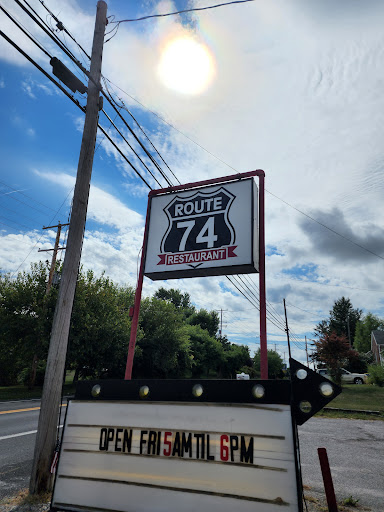 ROUTE
74
RESTAURANT
OPEN FRI 5AM TIL 6PM